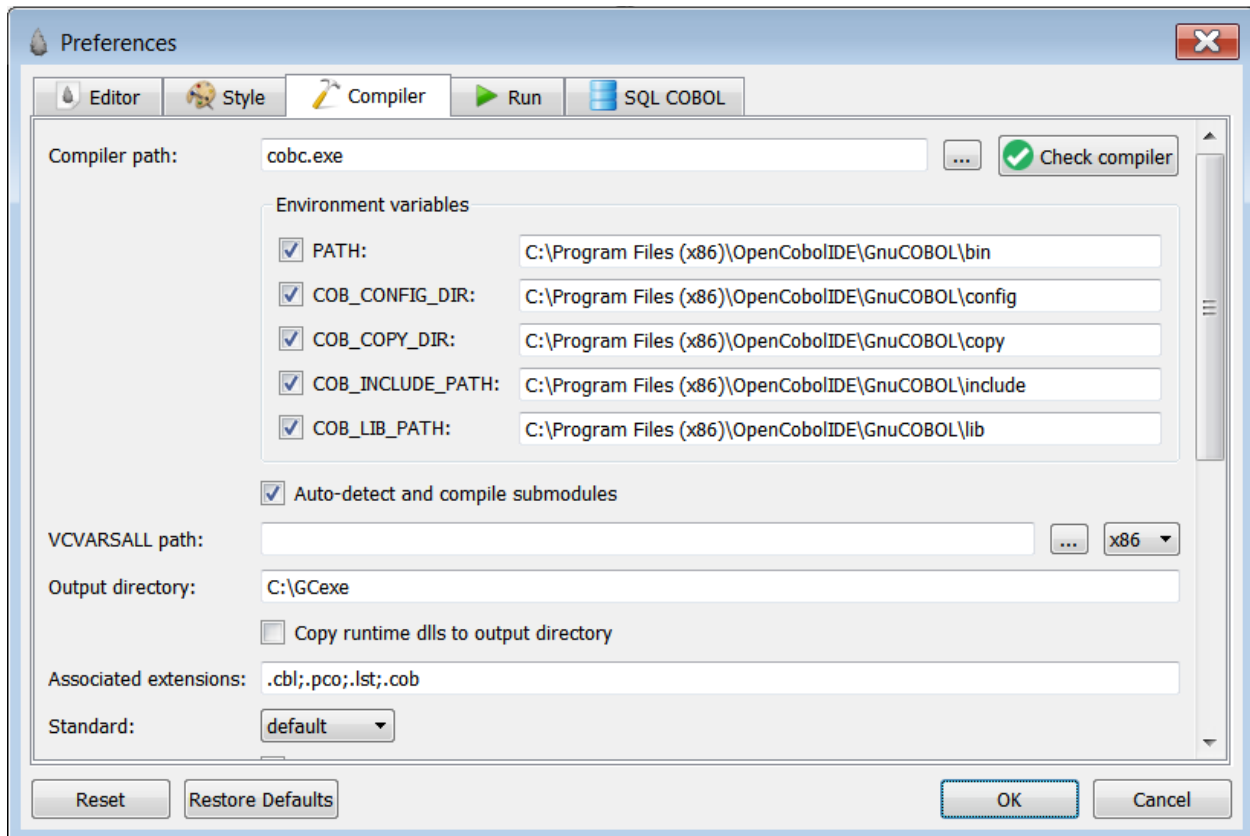 Preferences
Editor Style Compiler Run SQL COBOL
Compiler path: cobc.exe ... Check compiler
Environment variables
PATH: C:\Program Files (x86)\OpenCobolIDE\GnuCOBOL\bin
COB_CONFIG_DIR: C:\Program Files (x86)\OpenCobolIDE\GnuCOBOL\config
COB_COPY_DIR: C:\Program Files (x86)\OpenCobolIDE\GnuCOBOL\copy
COB_INCLUDE_PATH: C:\Program Files (x86)\OpenCobolIDE\GnuCOBOL\include
COB_LIB_PATH: C:\Program Files (x86)\OpenCobolIDE\GnuCOBOL\lib
Auto-detect and compile submodules
VCVARSALL path: ... x86
Output directory: C:\GCexe
Copy runtime dlls to output directory
Associated extensions: .cbl;.pco;.lst;.cob
Standard: default
Reset Restore Defaults OK Cancel